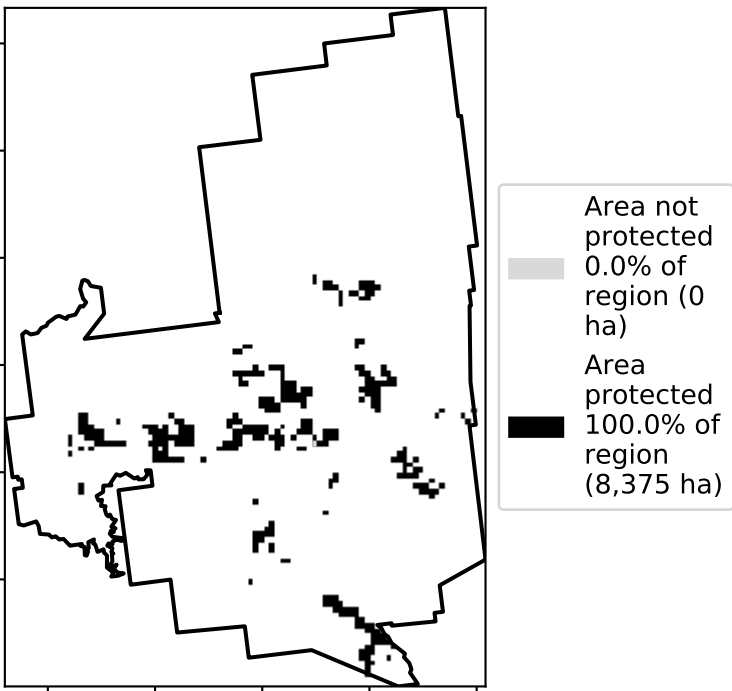 Area not
protected
0.0% of
region (0
ha)
Area
protected
100.0% of
region
(8,375 ha)